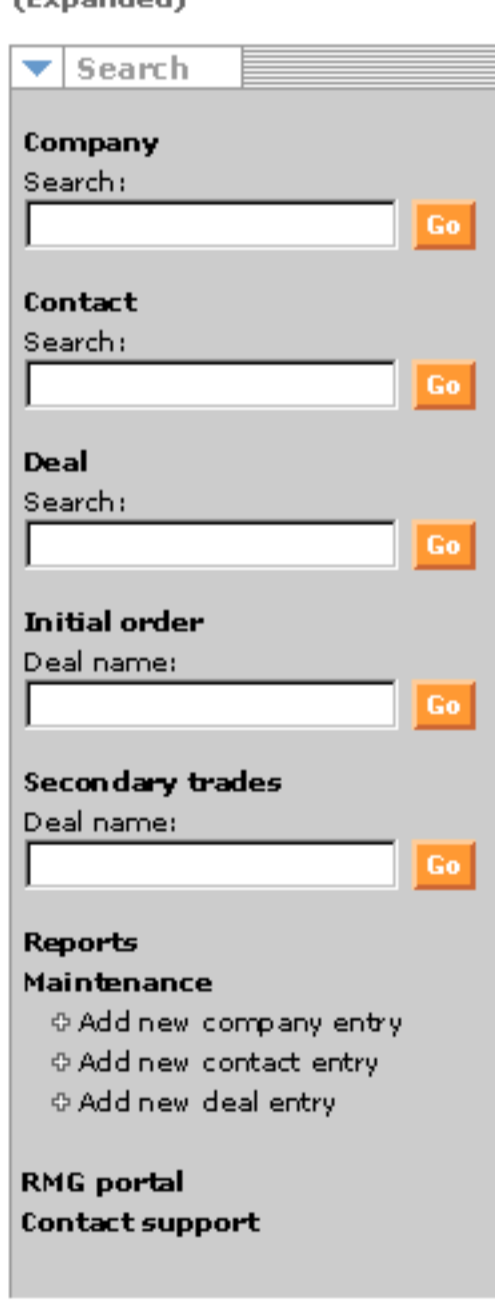 (Expanded)
Search
Company
Search:
Go
Contact
Search:
Go
Deal
Search:
Go
Initial order
Deal name:
Go
Secondary trades
Deal name:
Go
Reports
Maintenance
Add new company entry
Add new contact entry
Add new deal entry
RMG portal
Contact support